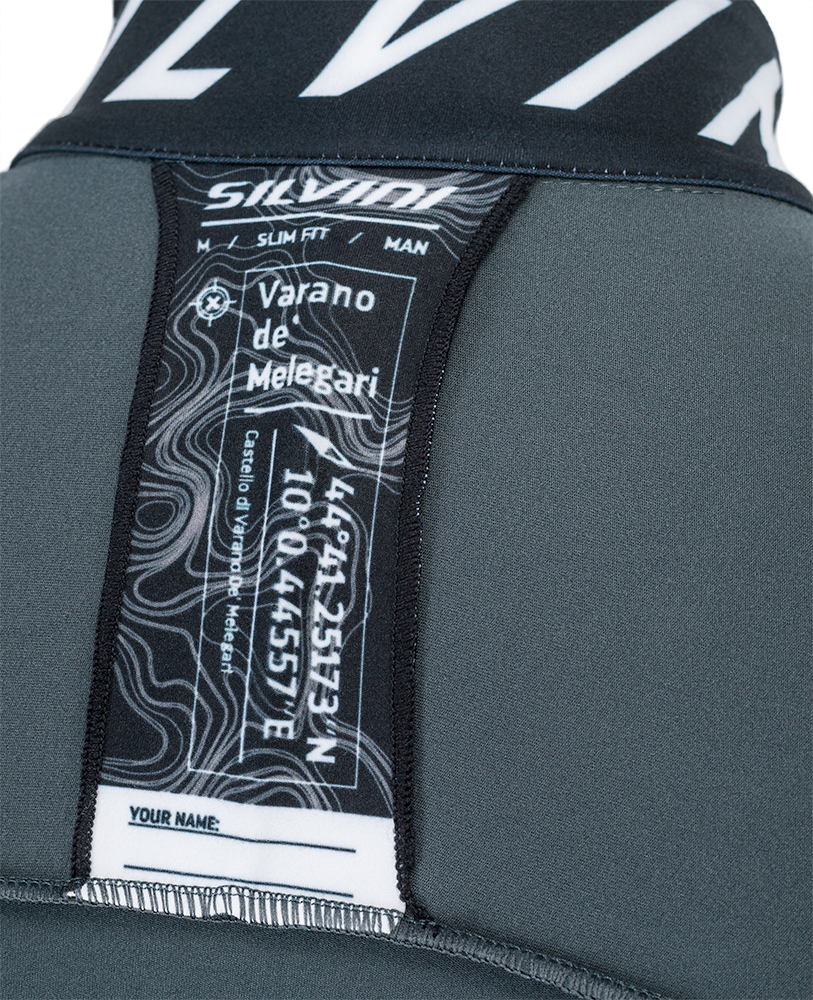 SILVINI
M / SLIM FIT / MAN
Varano
de'
Melegari
44°41.25173"N
10°0.44557"E
Castello di Varano De' Melegari
YOUR NAME: